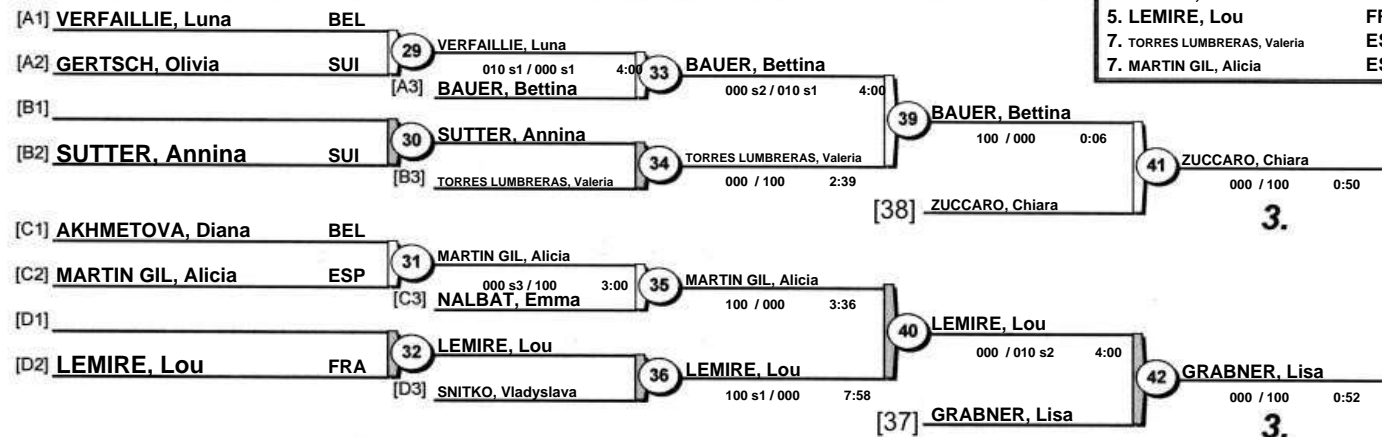 [A1] VERFAILLIE, Luna BEL
[A2] GERTSCH, Olivia SUI
29
VERFAILLIE, Luna
010 s1 / 000 s1 4:00
[A3] BAUER, Bettina
33
BAUER, Bettina
000 s2 / 010 s1 4:00
[B1]
[B2] SUTTER, Annina SUI
30
SUTTER, Annina
[B3] TORRES LUMBRERAS, Valeria
34
TORRES LUMBRERAS, Valeria
000 / 100 2:39
39
BAUER, Bettina
100 / 000 0:06
[38] ZUCCARO, Chiara
41
ZUCCARO, Chiara
000 / 100 0:50
3.
[C1] AKHMETOVA, Diana BEL
[C2] MARTIN GIL, Alicia ESP
31
MARTIN GIL, Alicia
000 s3 / 100 3:00
[C3] NALBAT, Emma
35
MARTIN GIL, Alicia
100 / 000 3:36
[D1]
[D2] LEMIRE, Lou FRA
32
LEMIRE, Lou
[D3] SNITKO, Vladyslava
36
LEMIRE, Lou
100 s1 / 000 7:58
40
LEMIRE, Lou
000 / 010 s2 4:00
[37] GRABNER, Lisa
42
GRABNER, Lisa
000 / 100 0:52
3.
5. LEMIRE, Lou
7. TORRES LUMBRERAS, Valeria
7. MARTIN GIL, Alicia